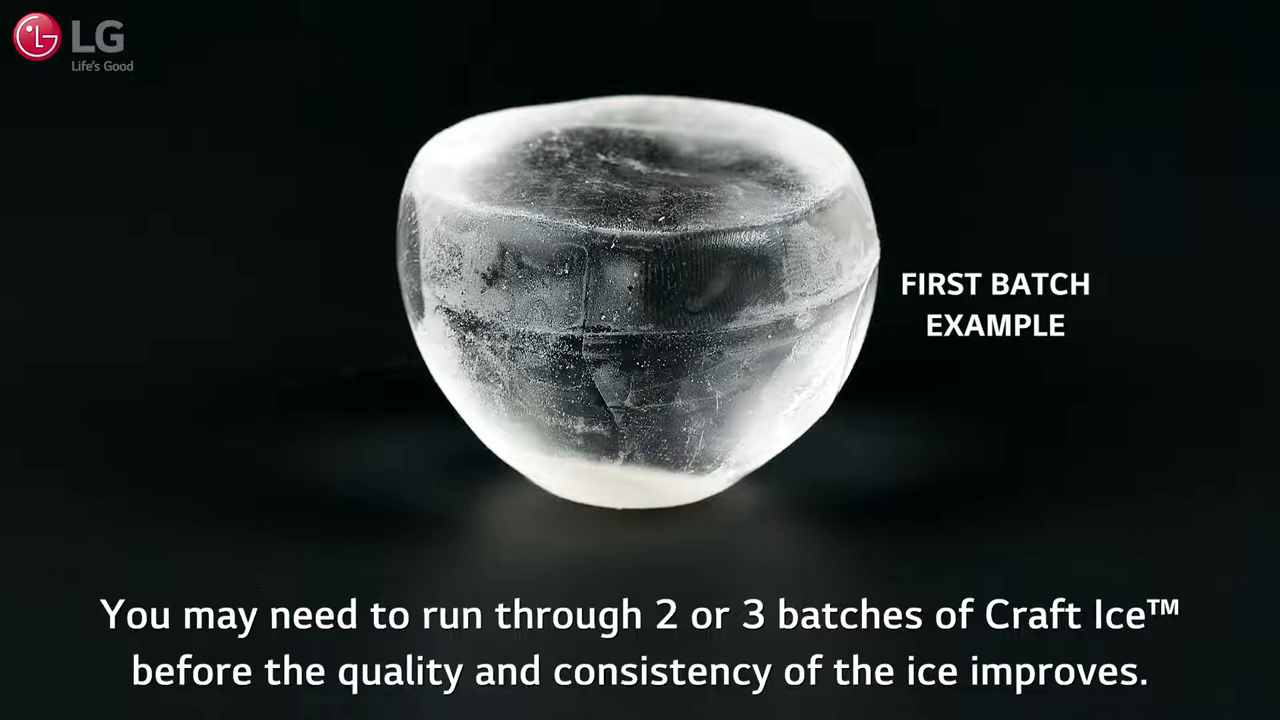 LG
Life's Good
FIRST BATCH
EXAMPLE
You may need to run through 2 or 3 batches of Craft Ice™
before the quality and consistency of the ice improves.